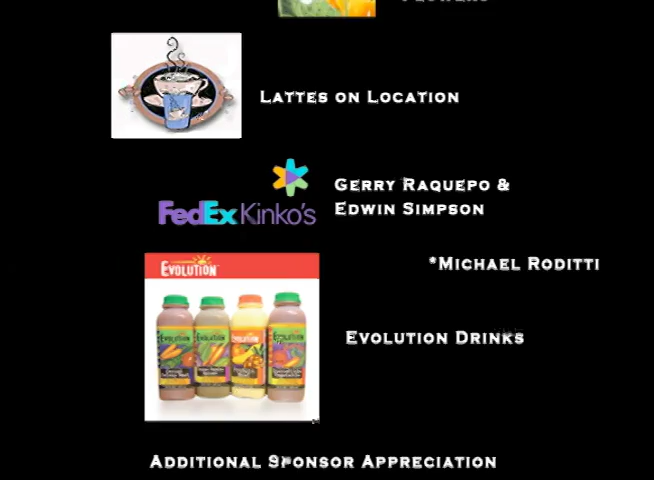 LATTES ON LOCATION
FedEx Kinko's
GERRY RAQUEPO &
EDWIN SIMPSON
*MICHAEL RODITTI
EVOLUTION
EVOLUTION DRINKS
ADDITIONAL SPONSOR APPRECIATION